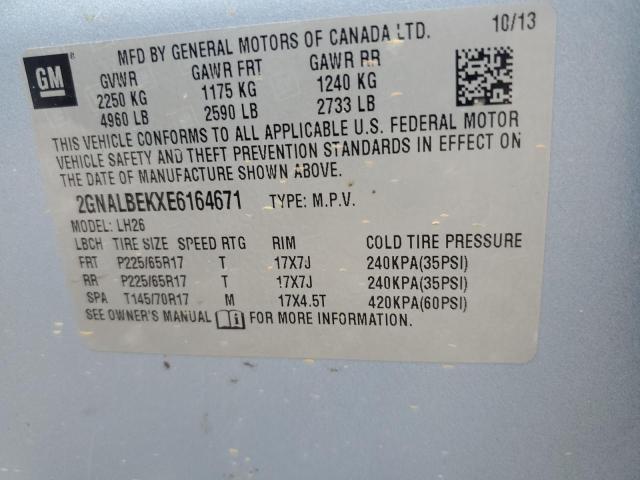 GM
MFD BY GENERAL MOTORS OF CANADA LTD. 10/13
GVWR GAWR FRT GAWR RR
2250 KG 1175 KG 1240 KG
4960 LB 2590 LB 2733 LB
THIS VEHICLE CONFORMS TO ALL APPLICABLE U.S. FEDERAL MOTOR
VEHICLE SAFETY AND THEFT PREVENTION STANDARDS IN EFFECT ON
THE DATE OF MANUFACTURE SHOWN ABOVE.
2GNALBEKXE6164671 TYPE: M.P.V.
MODEL: LH26
LBCH TIRE SIZE SPEED RTG RIM COLD TIRE PRESSURE
FRT P225/65R17 T 17X7J 240KPA(35PSI)
RR P225/65R17 T 17X7J 240KPA(35PSI)
SPA T145/70R17 M 17X4.5T 420KPA(60PSI)
SEE OWNER'S MANUAL FOR MORE INFORMATION.